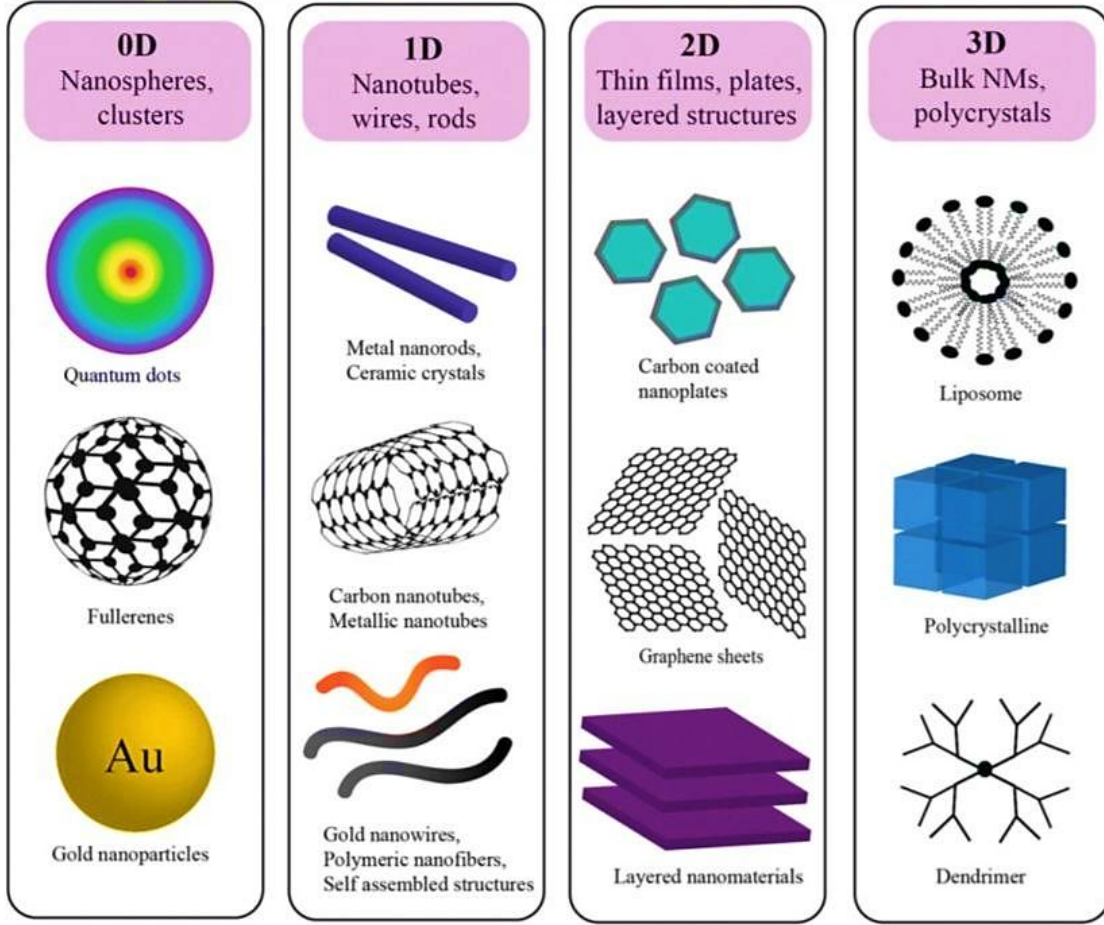 0D
Nanospheres,
clusters
Quantum dots
Fullerenes
Au
Gold nanoparticles
1D
Nanotubes,
wires, rods
Metal nanorods,
Ceramic crystals
Carbon nanotubes,
Metallic nanotubes
Gold nanowires,
Polymeric nanofibers,
Self assembled structures
2D
Thin films, plates,
layered structures
Carbon coated
nanoplates
Graphene sheets
Layered nanomaterials
3D
Bulk NMs,
polycrystals
Liposome
Polycrystalline
Dendrimer